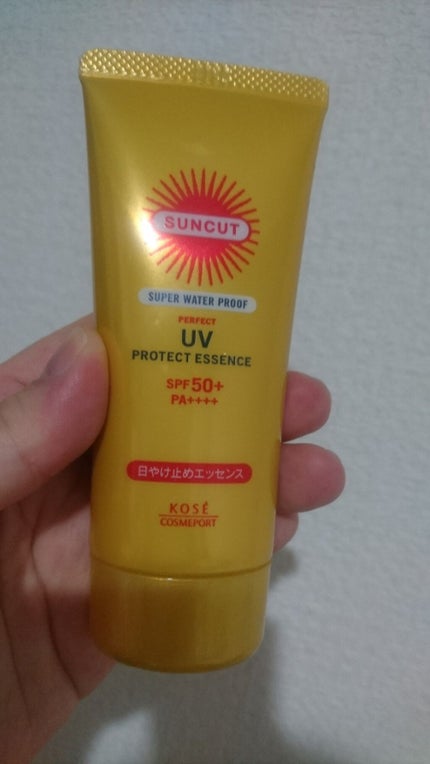 SUNCUT
SUPER WATER PROOF
PERFECT
UV
PROTECT ESSENCE
SPF50+
PA++++
日やけ止めエッセンス
KOSÉ
COSMEPORT